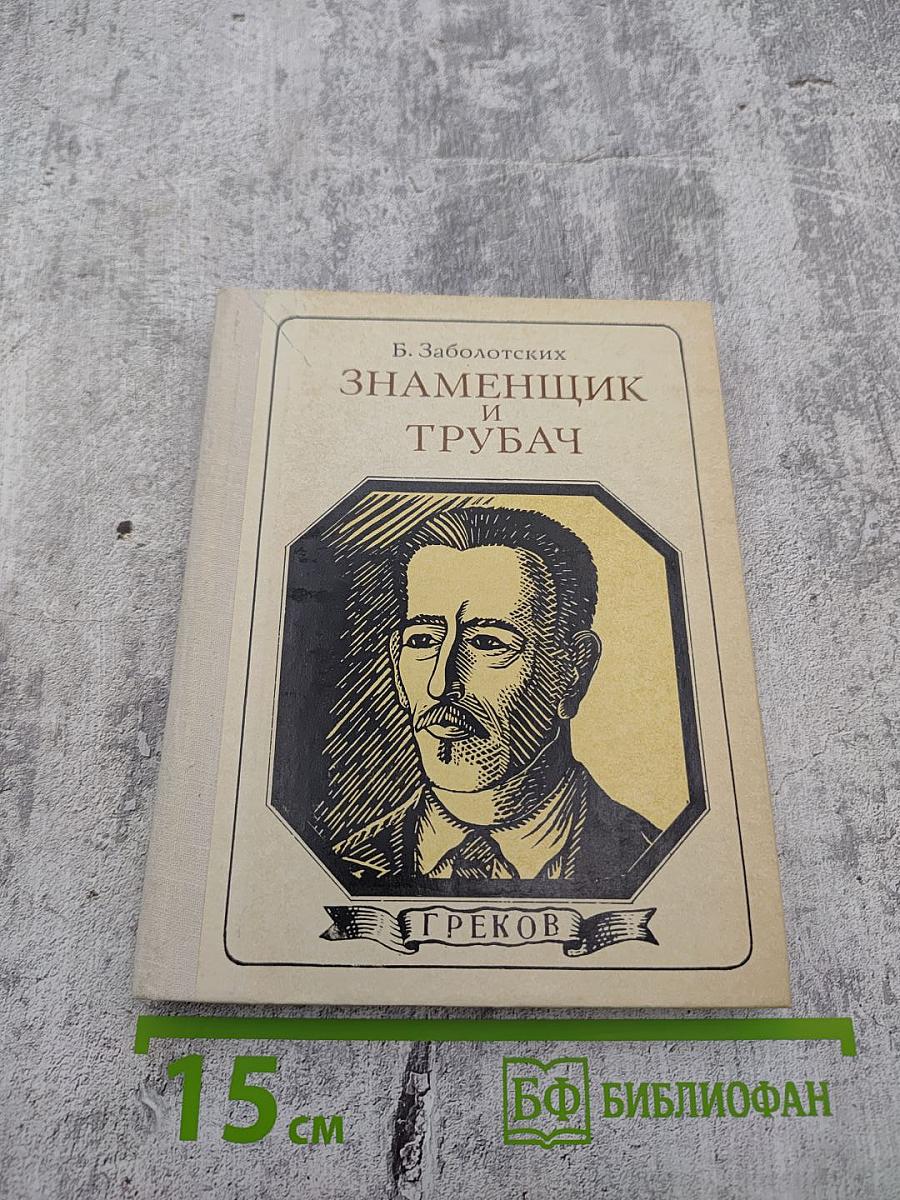 Б. Заболотских
ЗНАМЕНЩИК
И
ТРУБАЧ
ГРЕКОВ
15 см
БФ БИБЛИОФАН